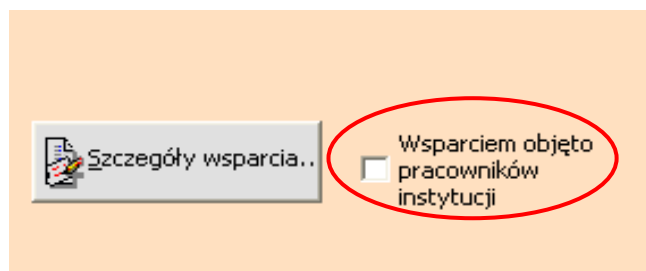 Szczegóły wsparcia..
Wsparciem objęto
pracowników
instytucji